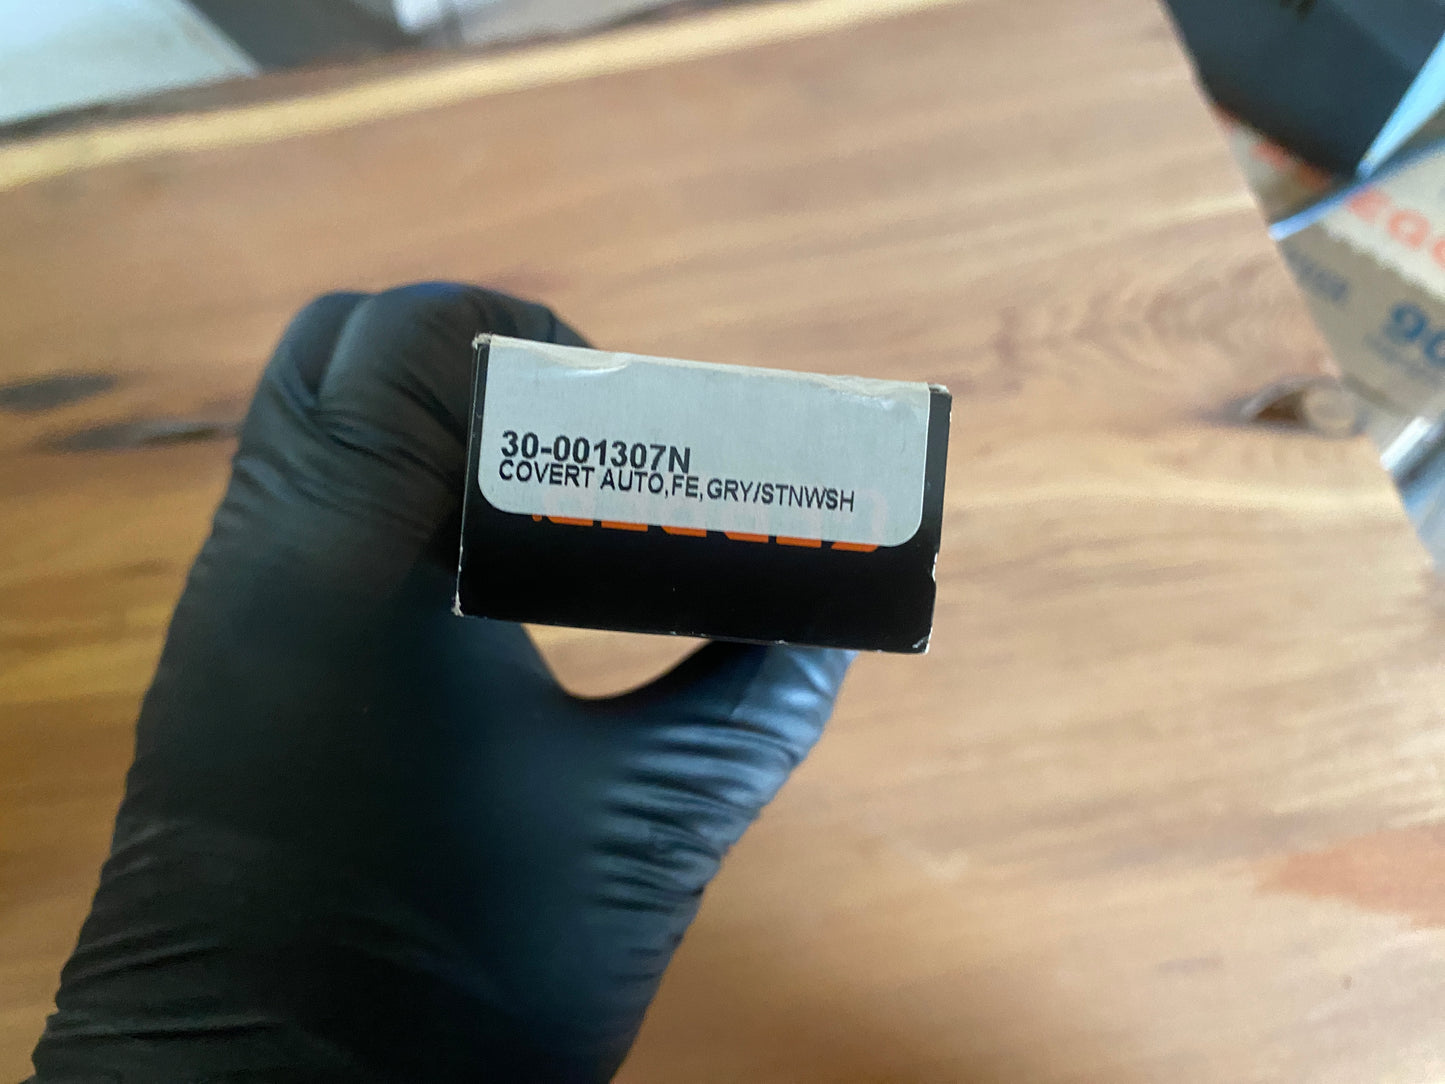 30-001307N
COVERT AUTO,FE,GRY/STNWSH